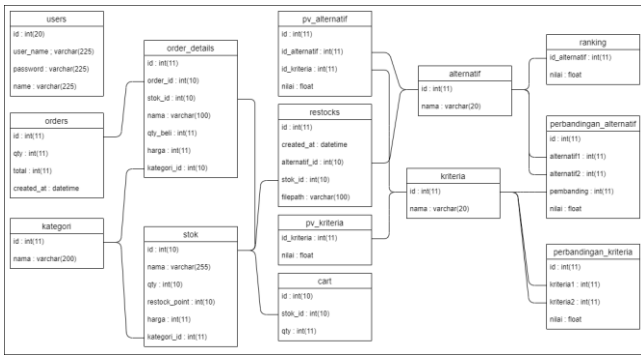 users
id : int(20)
user_name : varchar(225)
password : varchar(225)
name : varchar(225)
orders
id : int(11)
qty : int(11)
total : int(11)
created_at : datetime
kategori
id : int(11)
nama : varchar(200)
order_details
id : int(11)
order_id : int(10)
stok_id : int(10)
nama : varchar(100)
qty_beli : int(11)
harga : int(11)
kategori_id : int(10)
stok
id : int(10)
nama : varchar(255)
qty : int(10)
restock_point : int(10)
harga : int(11)
kategori_id : int(11)
pv_alternatif
id : int(11)
id_alternatif : int(11)
id_kriteria : int(11)
nilai : float
restocks
id : int(11)
created_at : datetime
alternatif_id : int(10)
stok_id : int(10)
filepath : varchar(100)
pv_kriteria
id_kriteria : int(11)
nilai : float
cart
id : int(10)
stok_id : int(10)
qty : int(11)
alternatif
id : int(11)
nama : varchar(20)
kriteria
id : int(11)
nama : varchar(20)
ranking
id_alternatif : int(11)
nilai : float
perbandingan_alternatif
id : int(11)
alternatif1 : int(11)
alternatif2 : int(11)
pembanding : int(11)
nilai : float
perbandingan_kriteria
id : int(11)
kriteria1 : int(11)
kriteria2 : int(11)
nilai : float